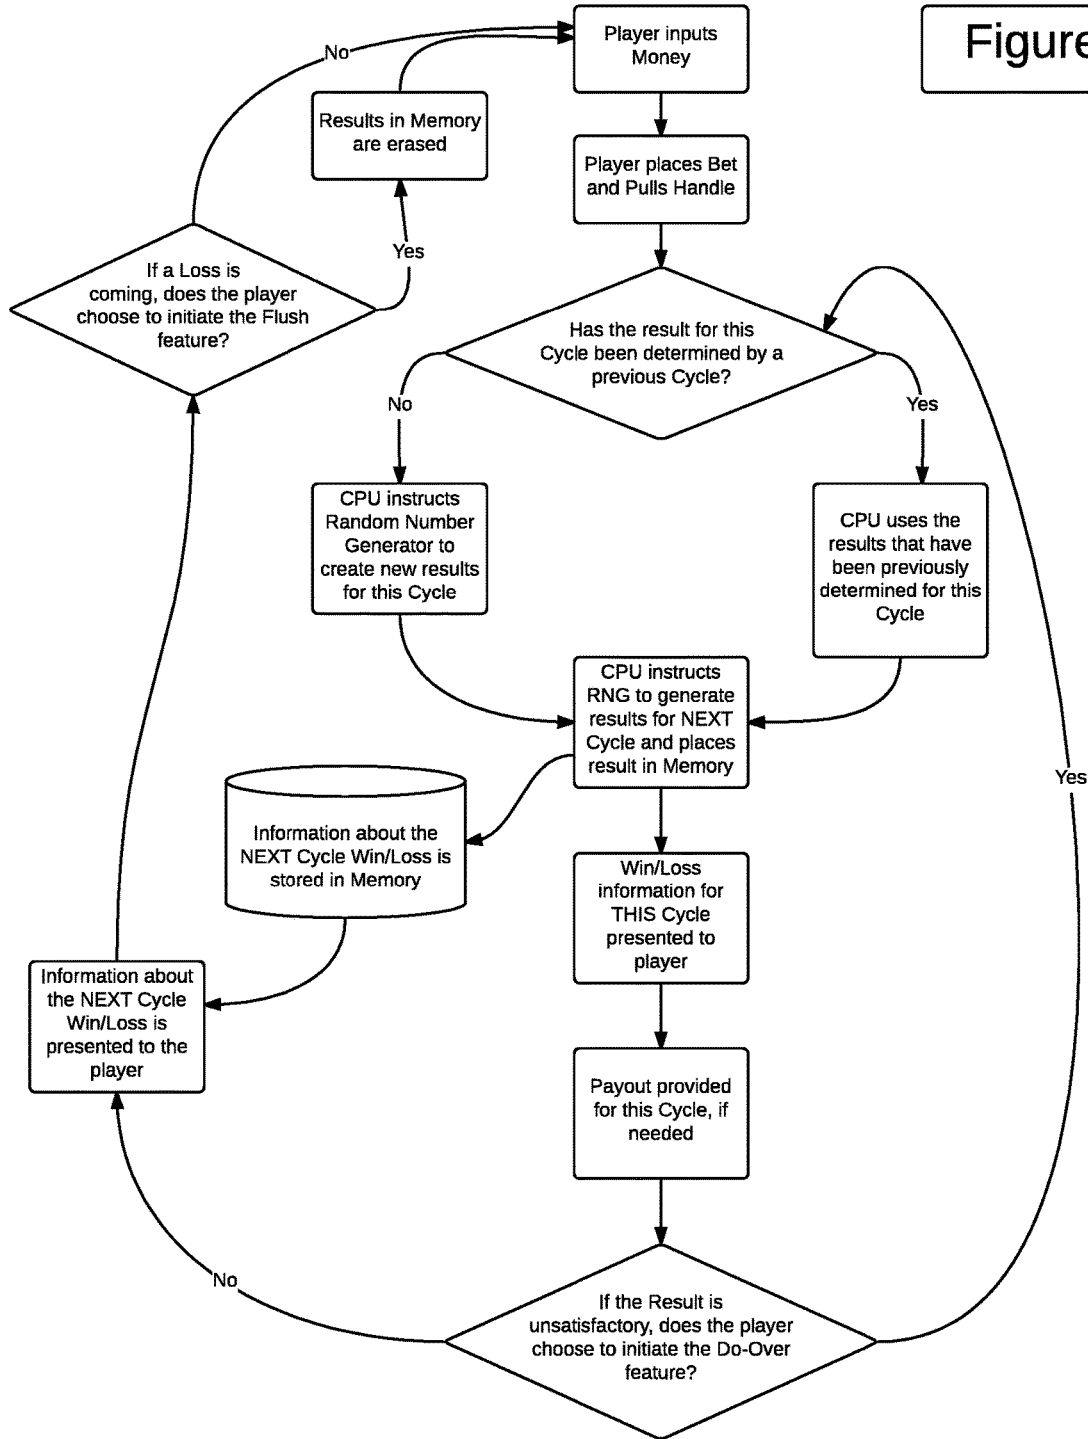 Player inputs
Money
Figure
No
Results in Memory
are erased
Player places Bet
and Pulls Handle
Yes
If a Loss is
coming, does the player
choose to initiate the Flush
feature?
Has the result for this
Cycle been determined by a
previous Cycle?
No
Yes
CPU instructs
Random Number
Generator to
create new results
for this Cycle
CPU uses the
results that have
been previously
determined for this
Cycle
CPU instructs
RNG to generate
results for NEXT
Cycle and places
result in Memory
Yes
Information about the
NEXT Cycle Win/Loss is
stored in Memory
Win/Loss
information for
THIS Cycle
presented to
player
Information about
the NEXT Cycle
Win/Loss is
presented to the
player
Payout provided
for this Cycle, if
needed
No
If the Result is
unsatisfactory, does the player
choose to initiate the Do-Over
feature?